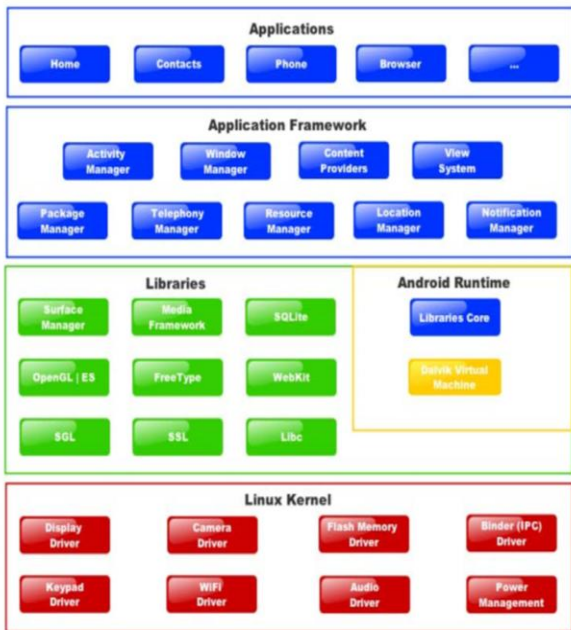 Applications
Home
Contacts
Phone
Browser
...
Application Framework
Activity
Manager
Window
Manager
Content
Providers
View
System
Package
Manager
Telephony
Manager
Resource
Manager
Location
Manager
Notification
Manager
Libraries
Surface
Manager
Media
Framework
SQLite
OpenGL | ES
FreeType
WebKit
SGL
SSL
Libc
Android Runtime
Libraries Core
Dalvik Virtual
Machine
Linux Kernel
Display
Driver
Camera
Driver
Flash Memory
Driver
Binder (IPC)
Driver
Keypad
Driver
WiFi
Driver
Audio
Driver
Power
Management